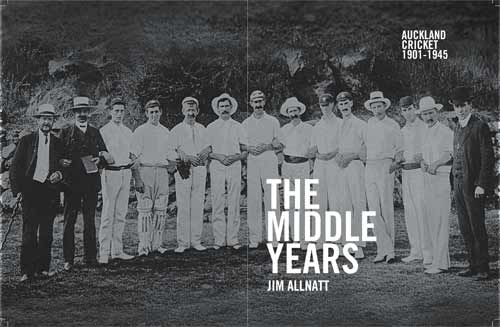 AUCKLAND
CRICKET
1901-1945
THE
MIDDLE
YEARS
JIM ALLNATT